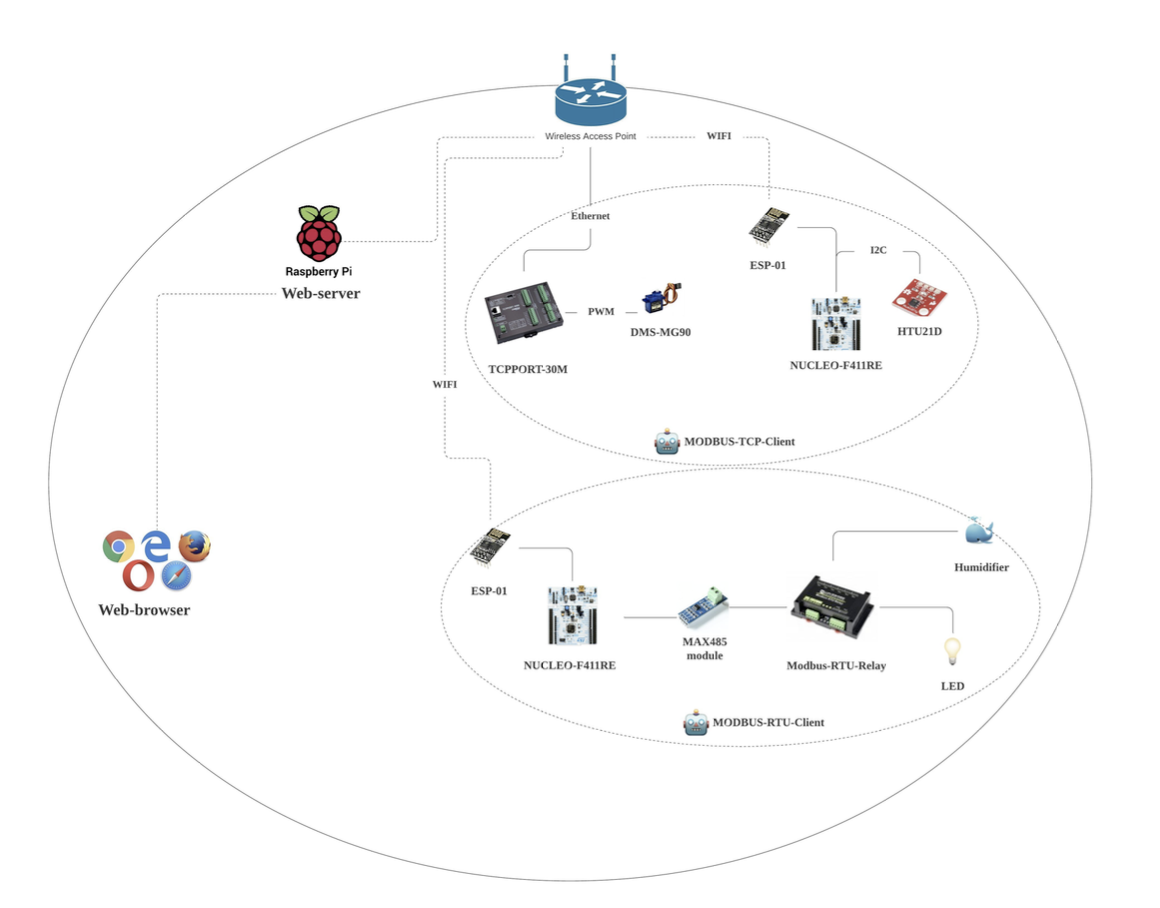 Wireless Access Point
WIFI
Ethernet
ESP-01
I2C
Raspberry Pi
Web-server
PWM
DMS-MG90
HTU21D
TCPPORT-30M
NUCLEO-F411RE
WIFI
MODBUS-TCP-Client
Humidifier
ESP-01
Web-browser
MAX485
module
NUCLEO-F411RE
Modbus-RTU-Relay
LED
MODBUS-RTU-Client